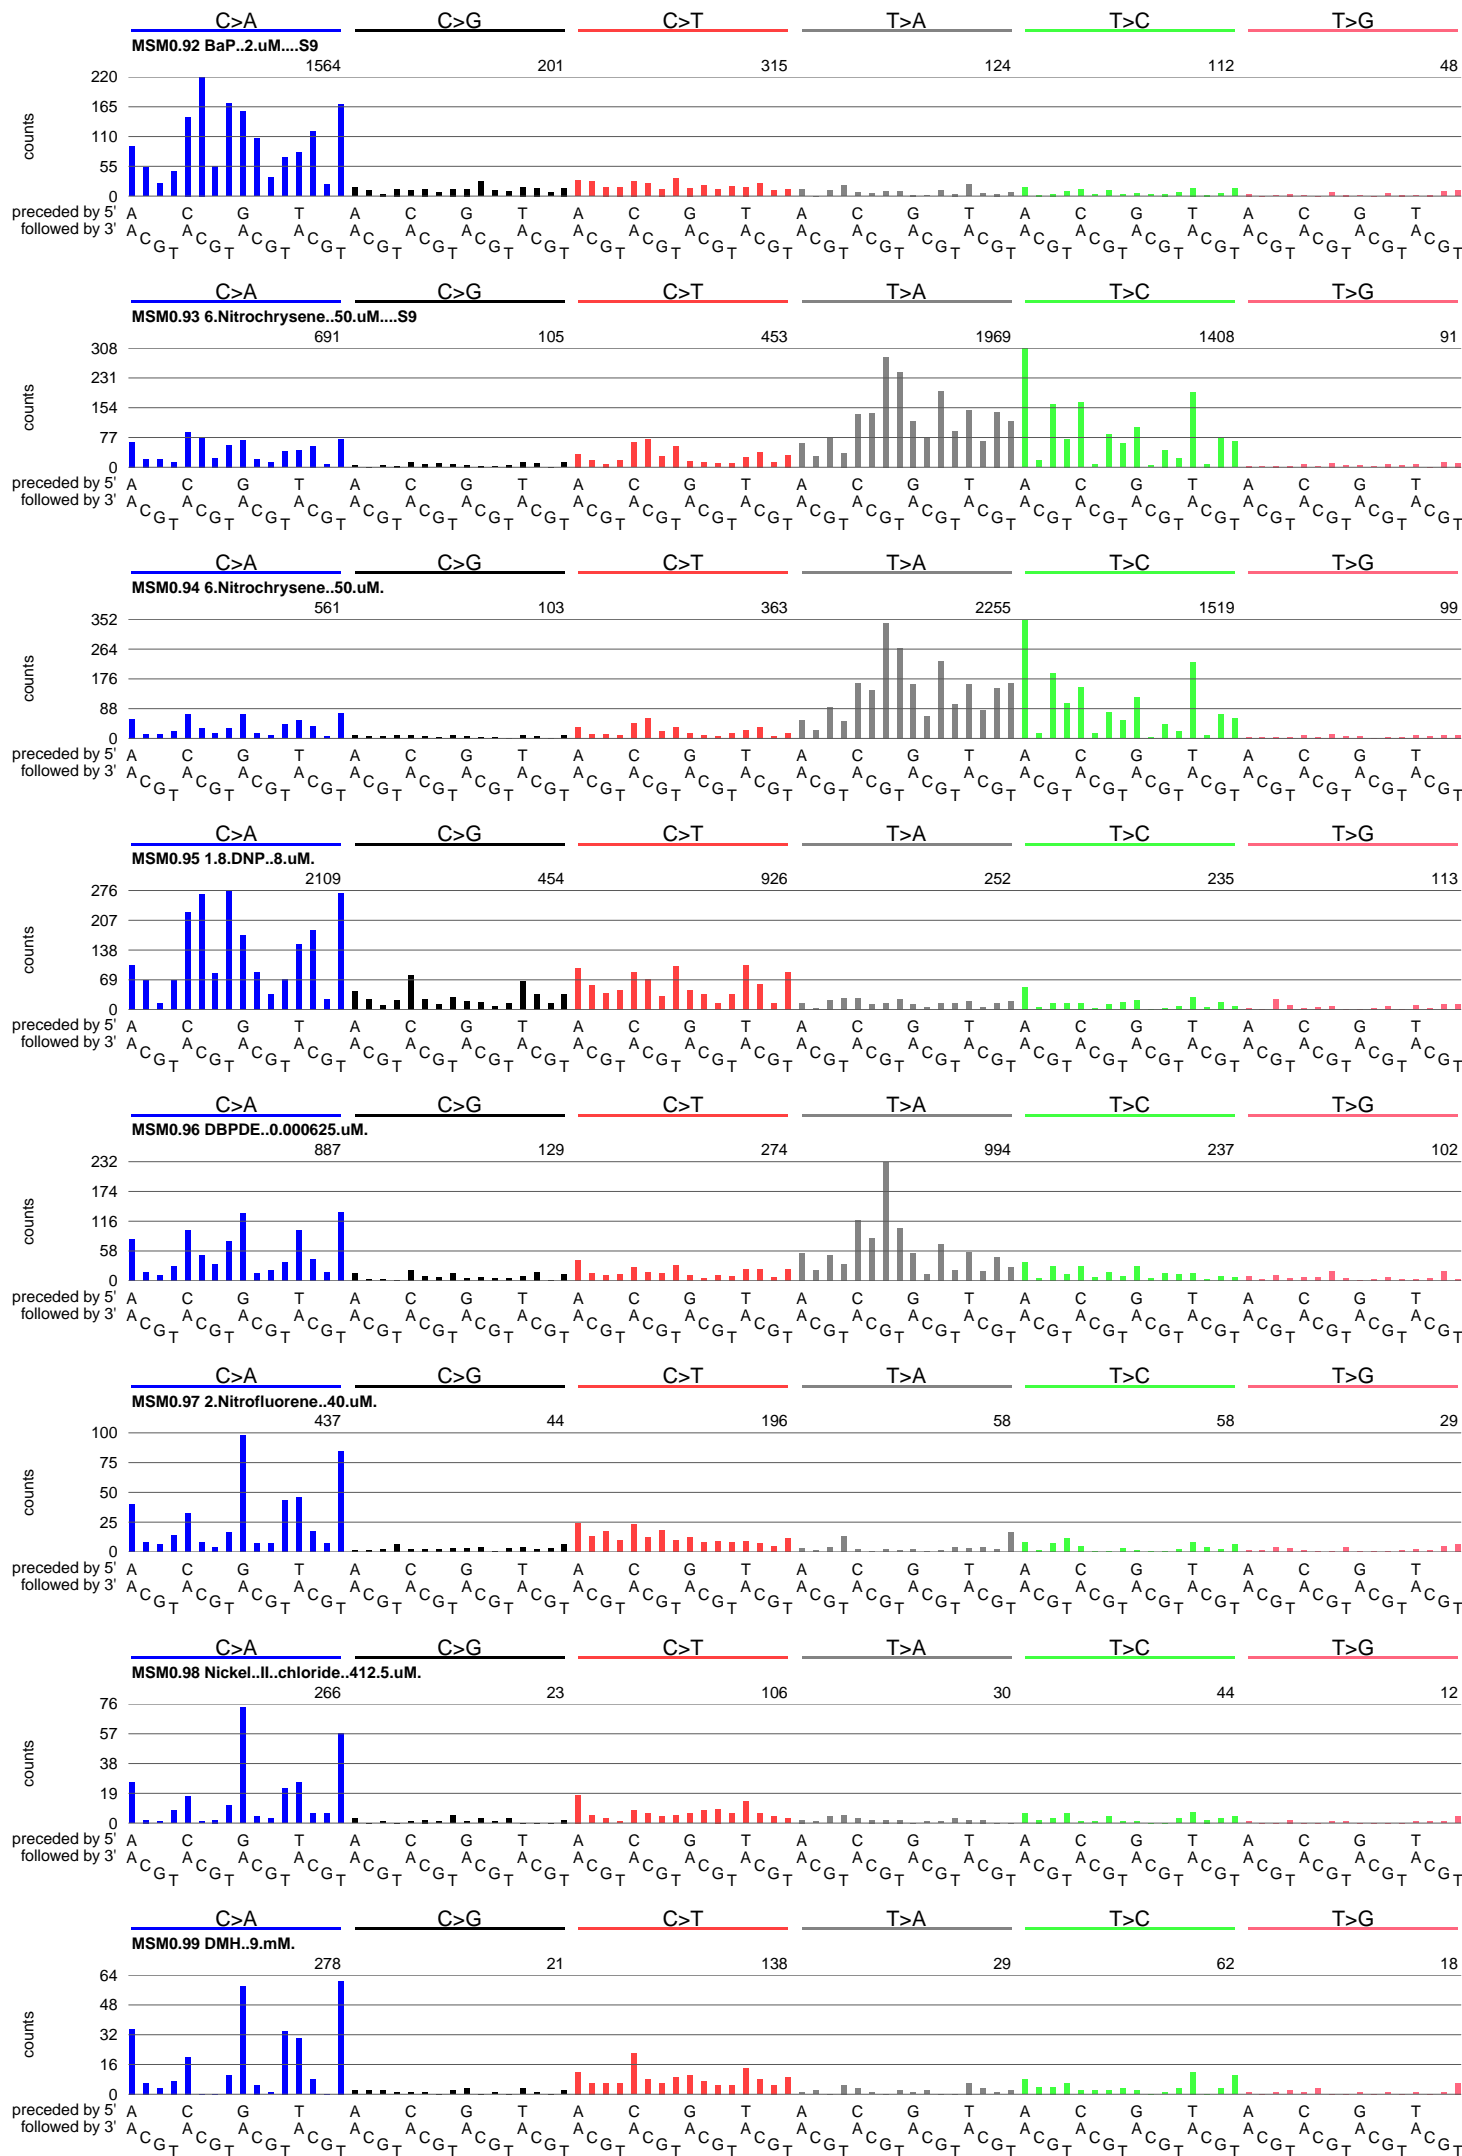 C>A C>G C>T T>A T>C T>G
MSM0.92 BaP..2.uM....S9
1564 201 315 124 112 48
220
165
110
55
0
counts
preceded by 5' A C G T A C G T A C G T A C G T A C G T A C G T
followed by 3' A C G T A C G T A C G T A C G T A C G T A C G T A C G T A C G T A C G T A C G T A C G T A C G T A C G T A C G T A C G T A C G T A C G T A C G T A C G T A C G T A C G T A C G T A C G T A C G T
C>A C>G C>T T>A T>C T>G
MSM0.93 6.Nitrochrysene..50.uM....S9
691 105 453 1969 1408 91
308
231
154
77
0
counts
preceded by 5' A C G T A C G T A C G T A C G T A C G T A C G T
followed by 3' A C G T A C G T A C G T A C G T A C G T A C G T A C G T A C G T A C G T A C G T A C G T A C G T A C G T A C G T A C G T A C G T A C G T A C G T A C G T A C G T A C G T A C G T A C G T A C G T
C>A C>G C>T T>A T>C T>G
MSM0.94 6.Nitrochrysene..50.uM.
561 103 363 2255 1519 99
352
264
176
88
0
counts
preceded by 5' A C G T A C G T A C G T A C G T A C G T A C G T
followed by 3' A C G T A C G T A C G T A C G T A C G T A C G T A C G T A C G T A C G T A C G T A C G T A C G T A C G T A C G T A C G T A C G T A C G T A C G T A C G T A C G T A C G T A C G T A C G T A C G T
C>A C>G C>T T>A T>C T>G
MSM0.95 1.8.DNP..8.uM.
2109 454 926 252 235 113
276
207
138
69
0
counts
preceded by 5' A C G T A C G T A C G T A C G T A C G T A C G T
followed by 3' A C G T A C G T A C G T A C G T A C G T A C G T A C G T A C G T A C G T A C G T A C G T A C G T A C G T A C G T A C G T A C G T A C G T A C G T A C G T A C G T A C G T A C G T A C G T A C G T
C>A C>G C>T T>A T>C T>G
MSM0.96 DBPDE..0.000625.uM.
887 129 274 994 237 102
232
174
116
58
0
counts
preceded by 5' A C G T A C G T A C G T A C G T A C G T A C G T
followed by 3' A C G T A C G T A C G T A C G T A C G T A C G T A C G T A C G T A C G T A C G T A C G T A C G T A C G T A C G T A C G T A C G T A C G T A C G T A C G T A C G T A C G T A C G T A C G T A C G T
C>A C>G C>T T>A T>C T>G
MSM0.97 2.Nitrofluorene..40.uM.
437 44 196 58 58 29
100
75
50
25
0
counts
preceded by 5' A C G T A C G T A C G T A C G T A C G T A C G T
followed by 3' A C G T A C G T A C G T A C G T A C G T A C G T A C G T A C G T A C G T A C G T A C G T A C G T A C G T A C G T A C G T A C G T A C G T A C G T A C G T A C G T A C G T A C G T A C G T A C G T
C>A C>G C>T T>A T>C T>G
MSM0.98 Nickel..II..chloride..412.5.uM.
266 23 106 30 44 12
76
57
38
19
0
counts
preceded by 5' A C G T A C G T A C G T A C G T A C G T A C G T
followed by 3' A C G T A C G T A C G T A C G T A C G T A C G T A C G T A C G T A C G T A C G T A C G T A C G T A C G T A C G T A C G T A C G T A C G T A C G T A C G T A C G T A C G T A C G T A C G T A C G T
C>A C>G C>T T>A T>C T>G
MSM0.99 DMH..9.mM.
278 21 138 29 62 18
64
48
32
16
0
counts
preceded by 5' A C G T A C G T A C G T A C G T A C G T A C G T
followed by 3' A C G T A C G T A C G T A C G T A C G T A C G T A C G T A C G T A C G T A C G T A C G T A C G T A C G T A C G T A C G T A C G T A C G T A C G T A C G T A C G T A C G T A C G T A C G T A C G T